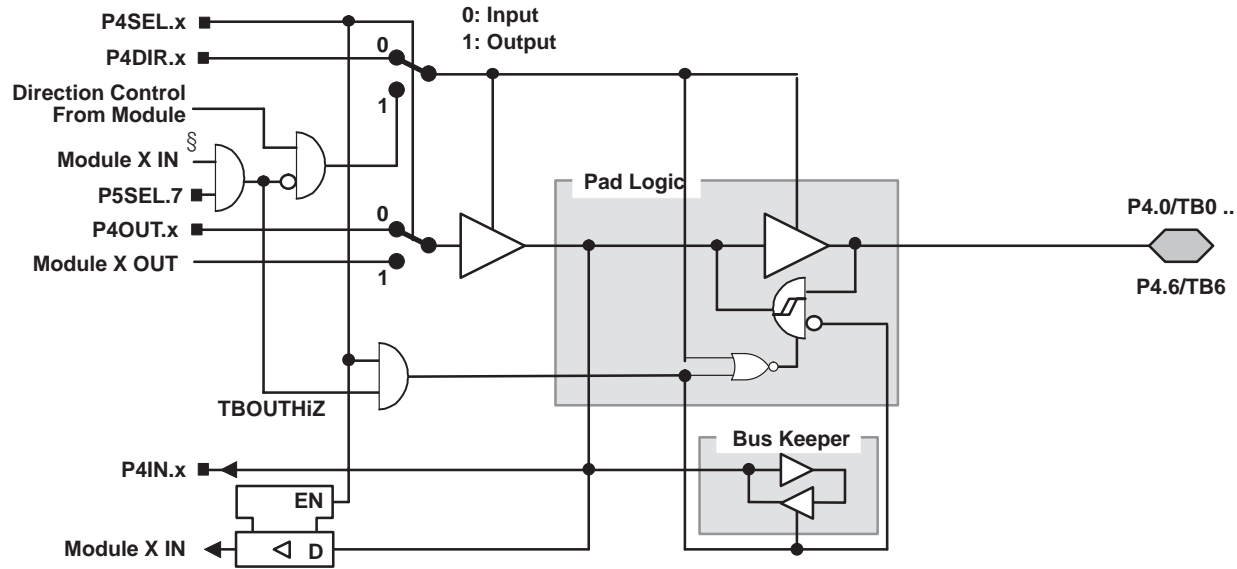 P4SEL.x
0: Input
1: Output
P4DIR.x
0
Direction Control
From Module
1
§
Module X IN
P5SEL.7
Pad Logic
P4OUT.x
0
P4.0/TB0 ..
Module X OUT
1
P4.6/TB6
TBOUTHiZ
Bus Keeper
P4IN.x
EN
Module X IN
D